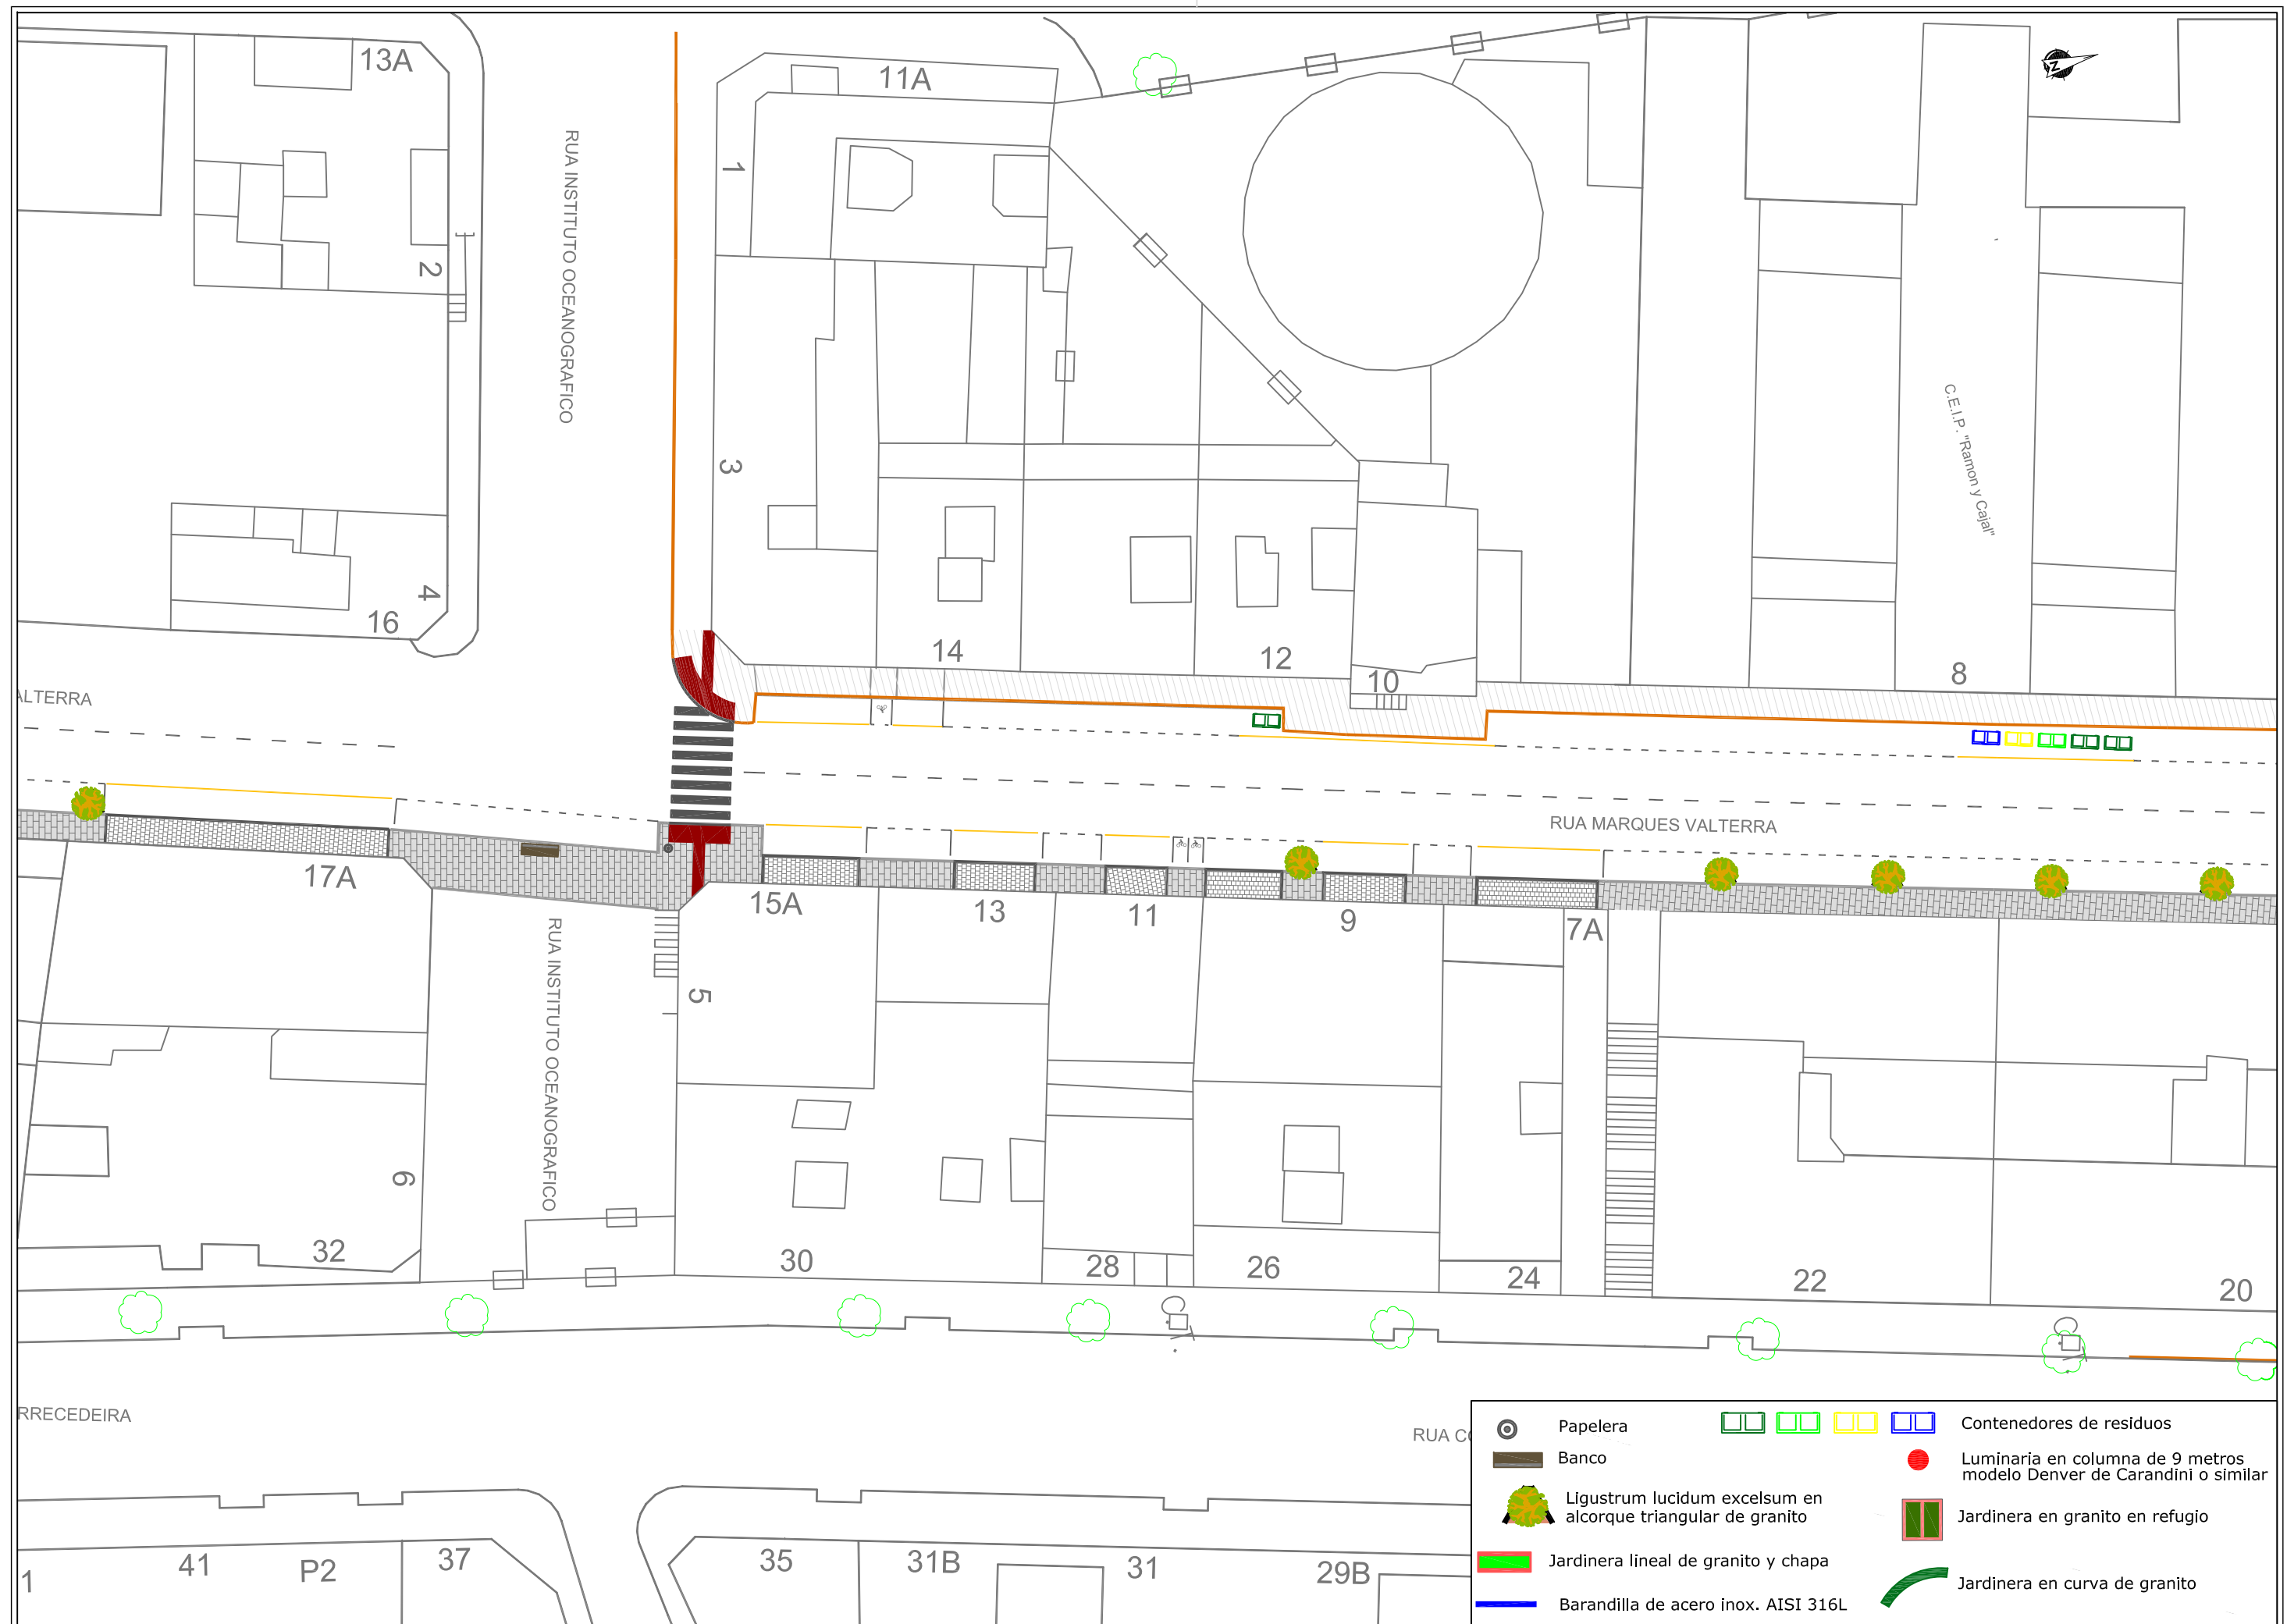 13A
11A
Z
RUA INSTITUTO OCEANOGRAFICO
1
2
3
C.E.I.P. "Ramon y Cajal"
4
16
14
12
10
8
ALTERRA
RUA MARQUES VALTERRA
17A
15A
13
11
9
7A
RUA INSTITUTO OCEANOGRAFICO
5
6
32
30
28
26
24
22
20
RRECEDEIRA
RUA CO
41
P2
37
35
31B
31
29B
1
Papelera
Contenedores de residuos
Banco
Luminaria en columna de 9 metros
modelo Denver de Carandini o similar
Ligustrum lucidum excelsum en
alcorque triangular de granito
Jardinera en granito en refugio
Jardinera lineal de granito y chapa
Jardinera en curva de granito
Barandilla de acero inox. AISI 316L